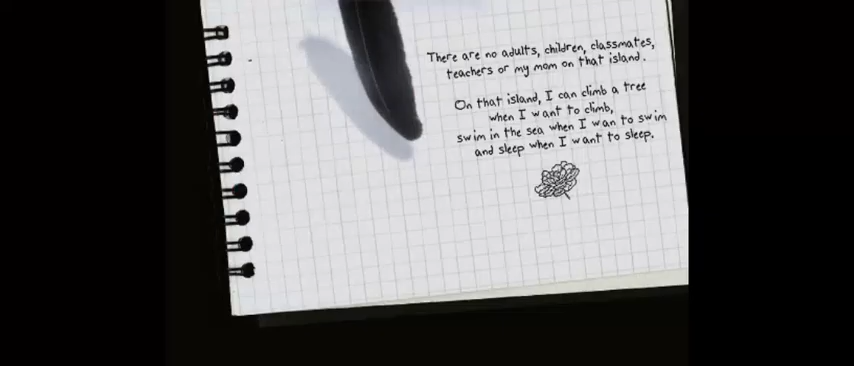 There are no adults, children, classmates,
teachers or my mom on that island.
On that island, I can climb a tree
when I want to climb,
swim in the sea when I wan to swim
and sleep when I want to sleep.